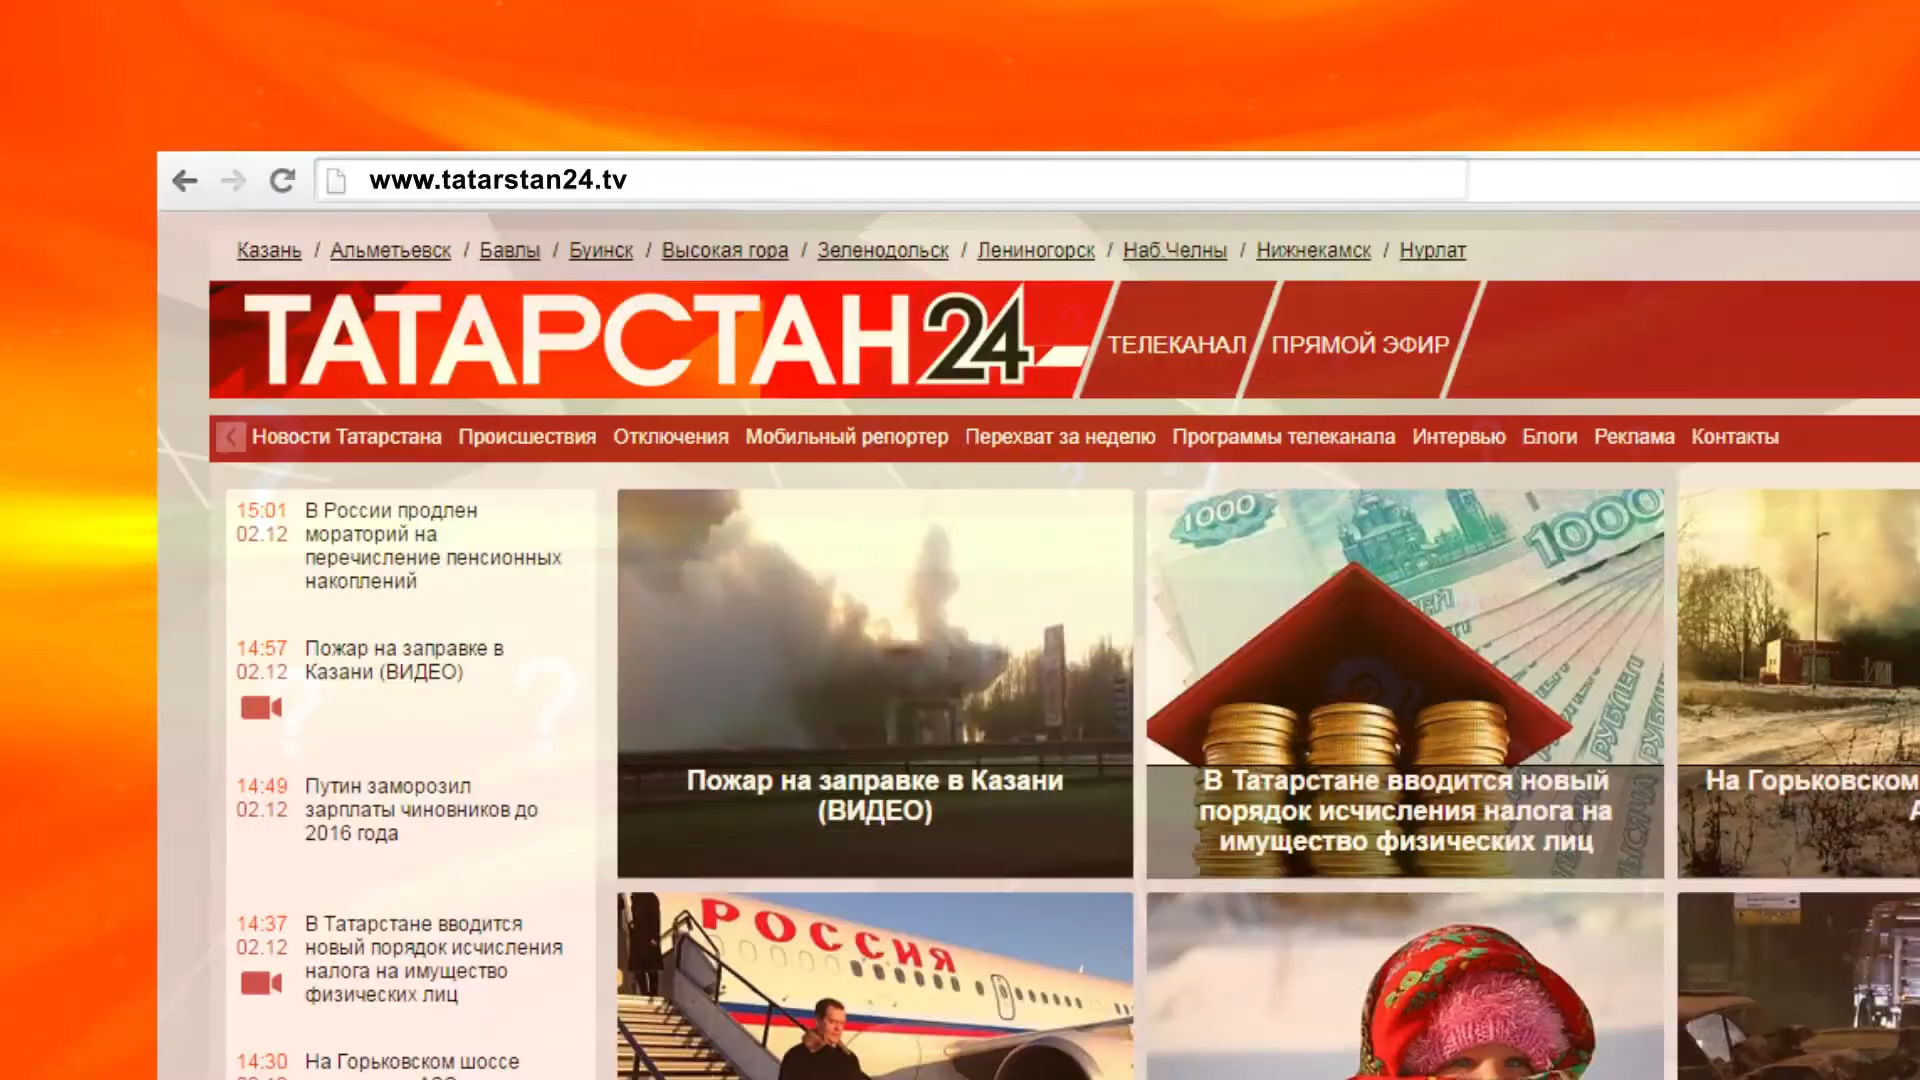 www.tatarstan24.tv
Казань / Альметьевск / Бавлы / Буинск / Высокая гора / Зеленодольск / Лениногорск / Наб.Челны / Нижнекамск / Нурлат
ТАТАРСТАН24
ТЕЛЕКАНАЛ
ПРЯМОЙ ЭФИР
Новости Татарстана Происшествия Отключения Мобильный репортер Перехват за неделю Программы телеканала Интервью Блоги Реклама Контакты
15:01 В России продлен
02.12 мораторий на
перечисление пенсионных
накоплений
14:57 Пожар на заправке в
02.12 Казани (ВИДЕО)
14:49 Путин заморозил
02.12 зарплаты чиновников до
2016 года
14:37 В Татарстане вводится
02.12 новый порядок исчисления
налога на имущество
физических лиц
14:30 На Горьковском шоссе
Пожар на заправке в Казани
(ВИДЕО)
1000
1000
РУБЛЕЙ
В Татарстане вводится новый
порядок исчисления налога на
имущество физических лиц
На Горьковском
РОССИЯ